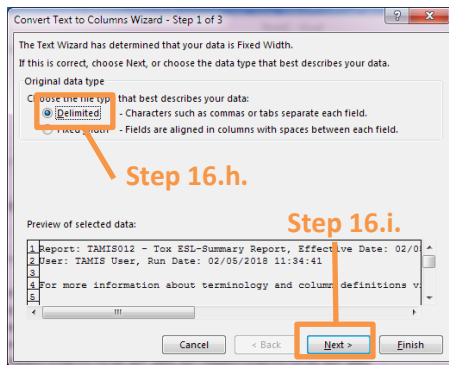 Convert Text to Columns Wizard - Step 1 of 3
The Text Wizard has determined that your data is Fixed Width.
If this is correct, choose Next, or choose the data type that best describes your data.
Original data type
Choose the file type that best describes your data:
Delimited - Characters such as commas or tabs separate each field.
Fixed width - Fields are aligned in columns with spaces between each field.
Step 16.h.
Step 16.i.
Preview of selected data:
1 Report: TAMIS012 - Tox ESL-Summary Report, Effective Date: 02/0
2 User: TAMIS User, Run Date: 02/05/2018 11:34:41
3
4 For more information about terminology and column definitions
5
Cancel < Back Next > Finish